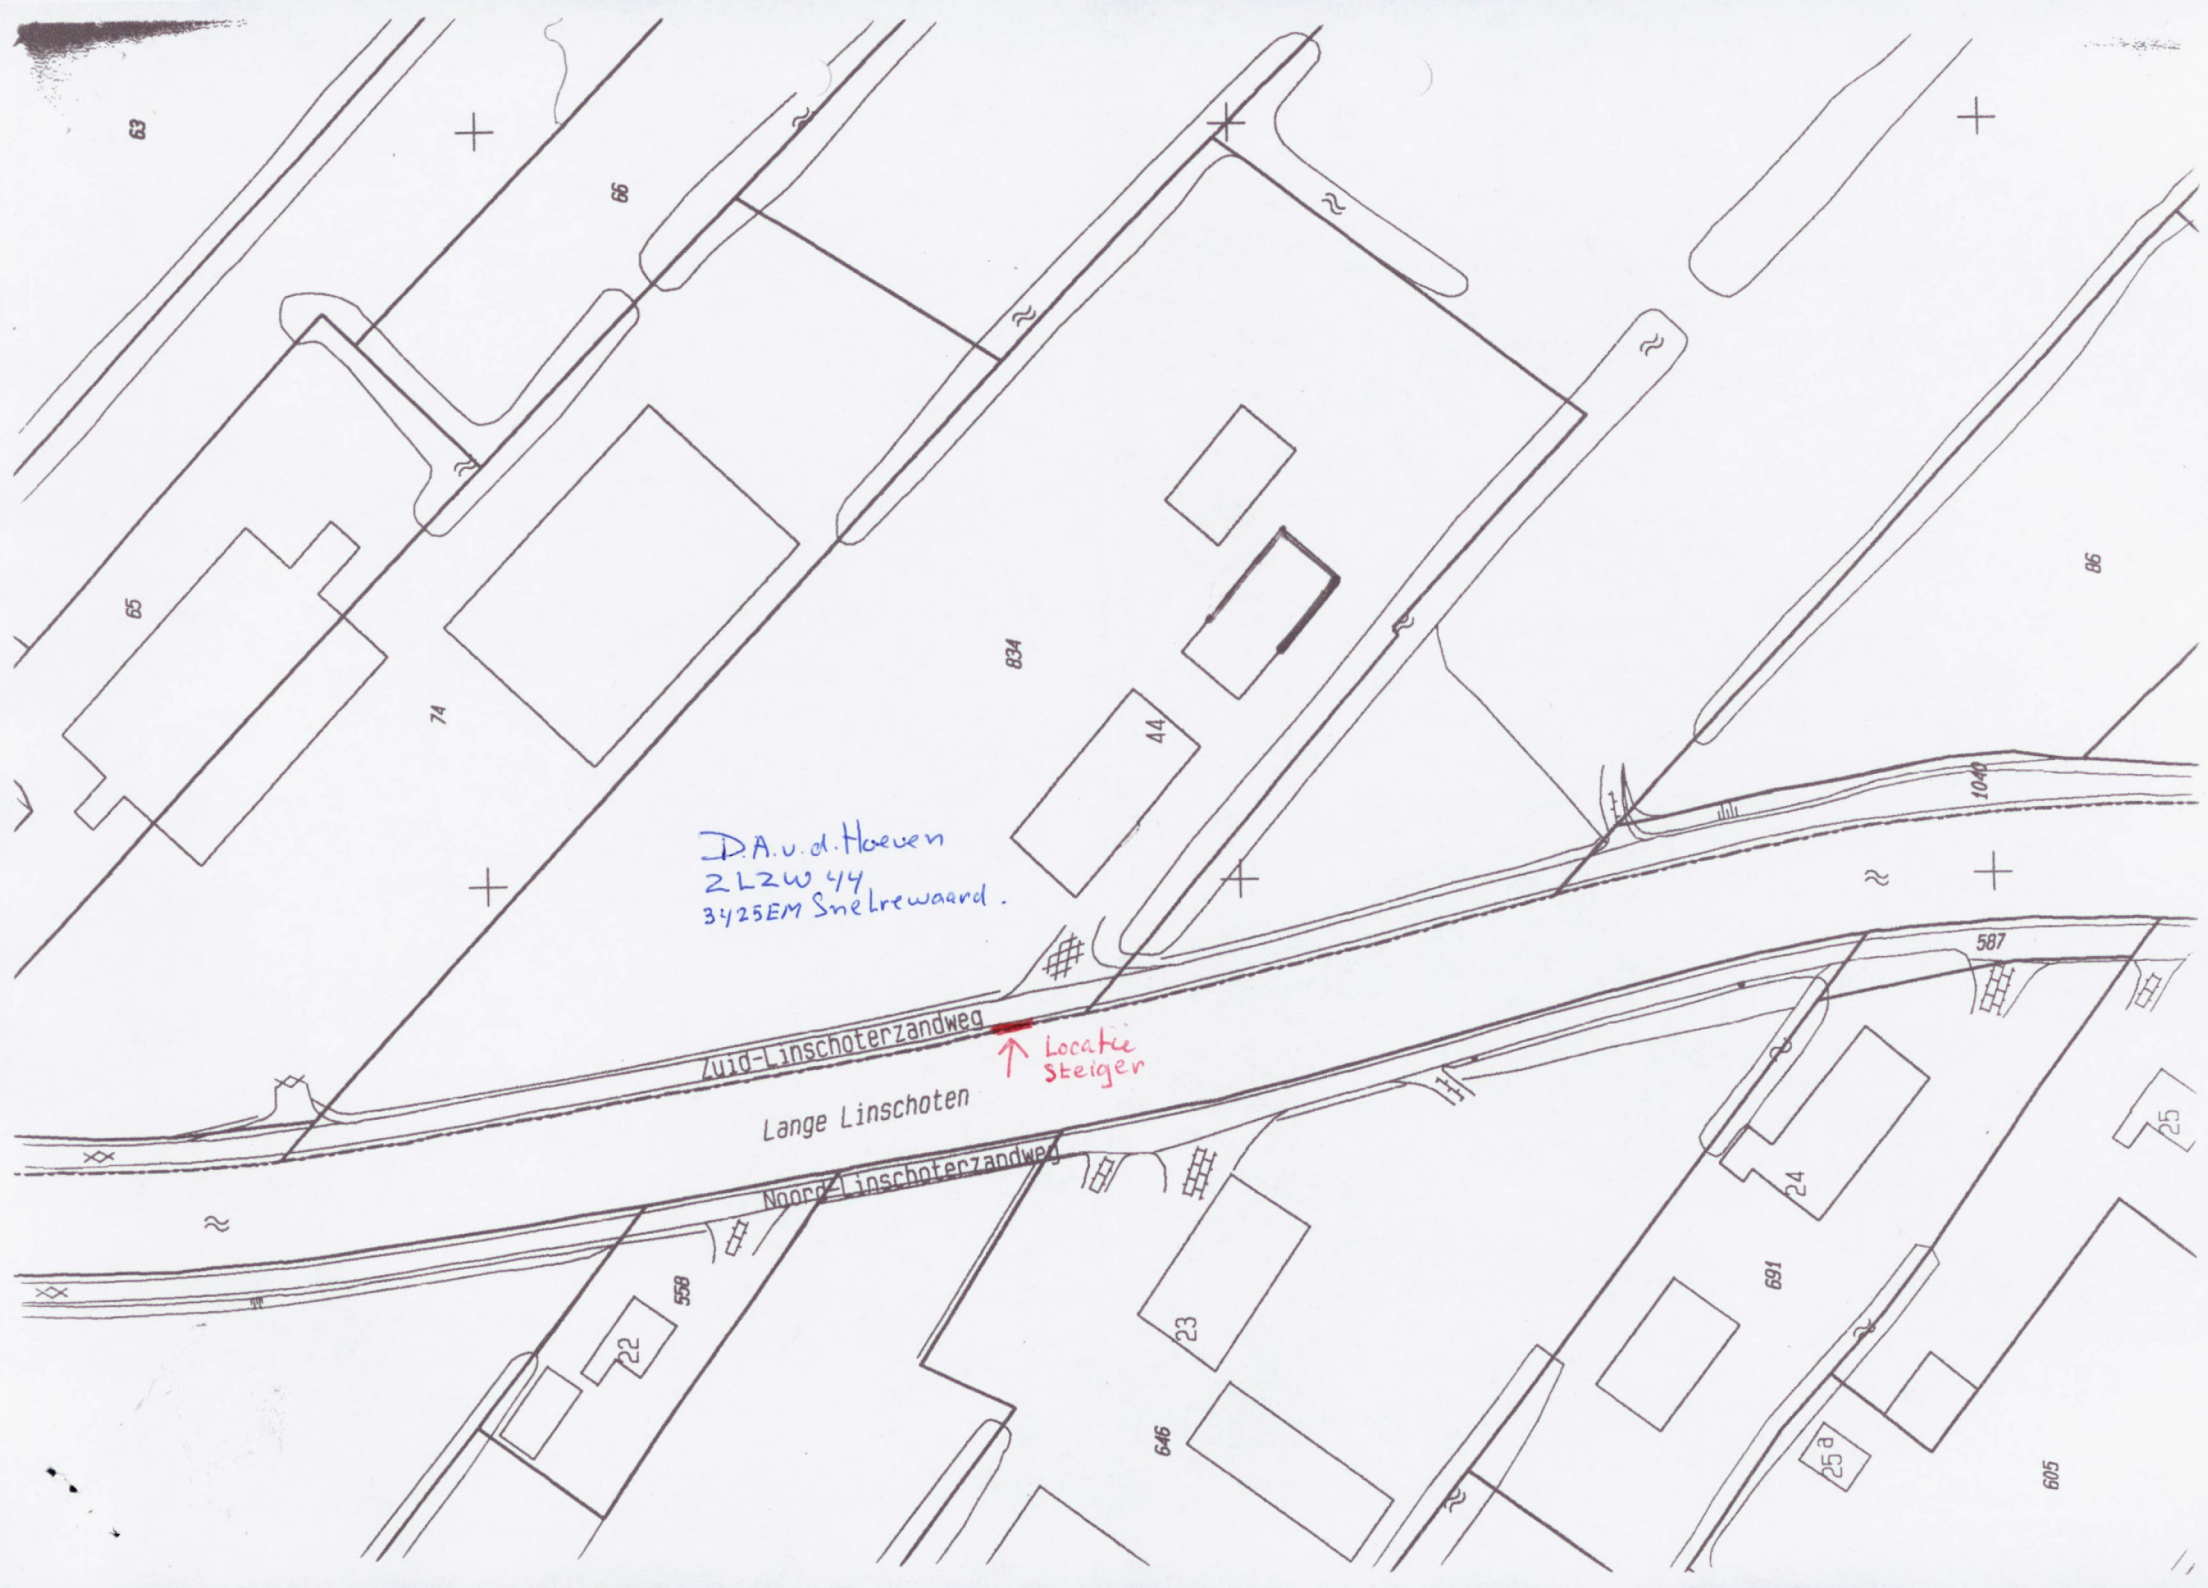 63
66
86
65
834
74
44
1040
D.A.v.d.Hoeven
ZLZW 44
3425EM Snelrewaard.
587
Zuid-Linschoterzandweg
Locatie
Steiger
Lange Linschoten
25
Noord-Linschoterzandweg
24
691
558
22
23
646
25a
605